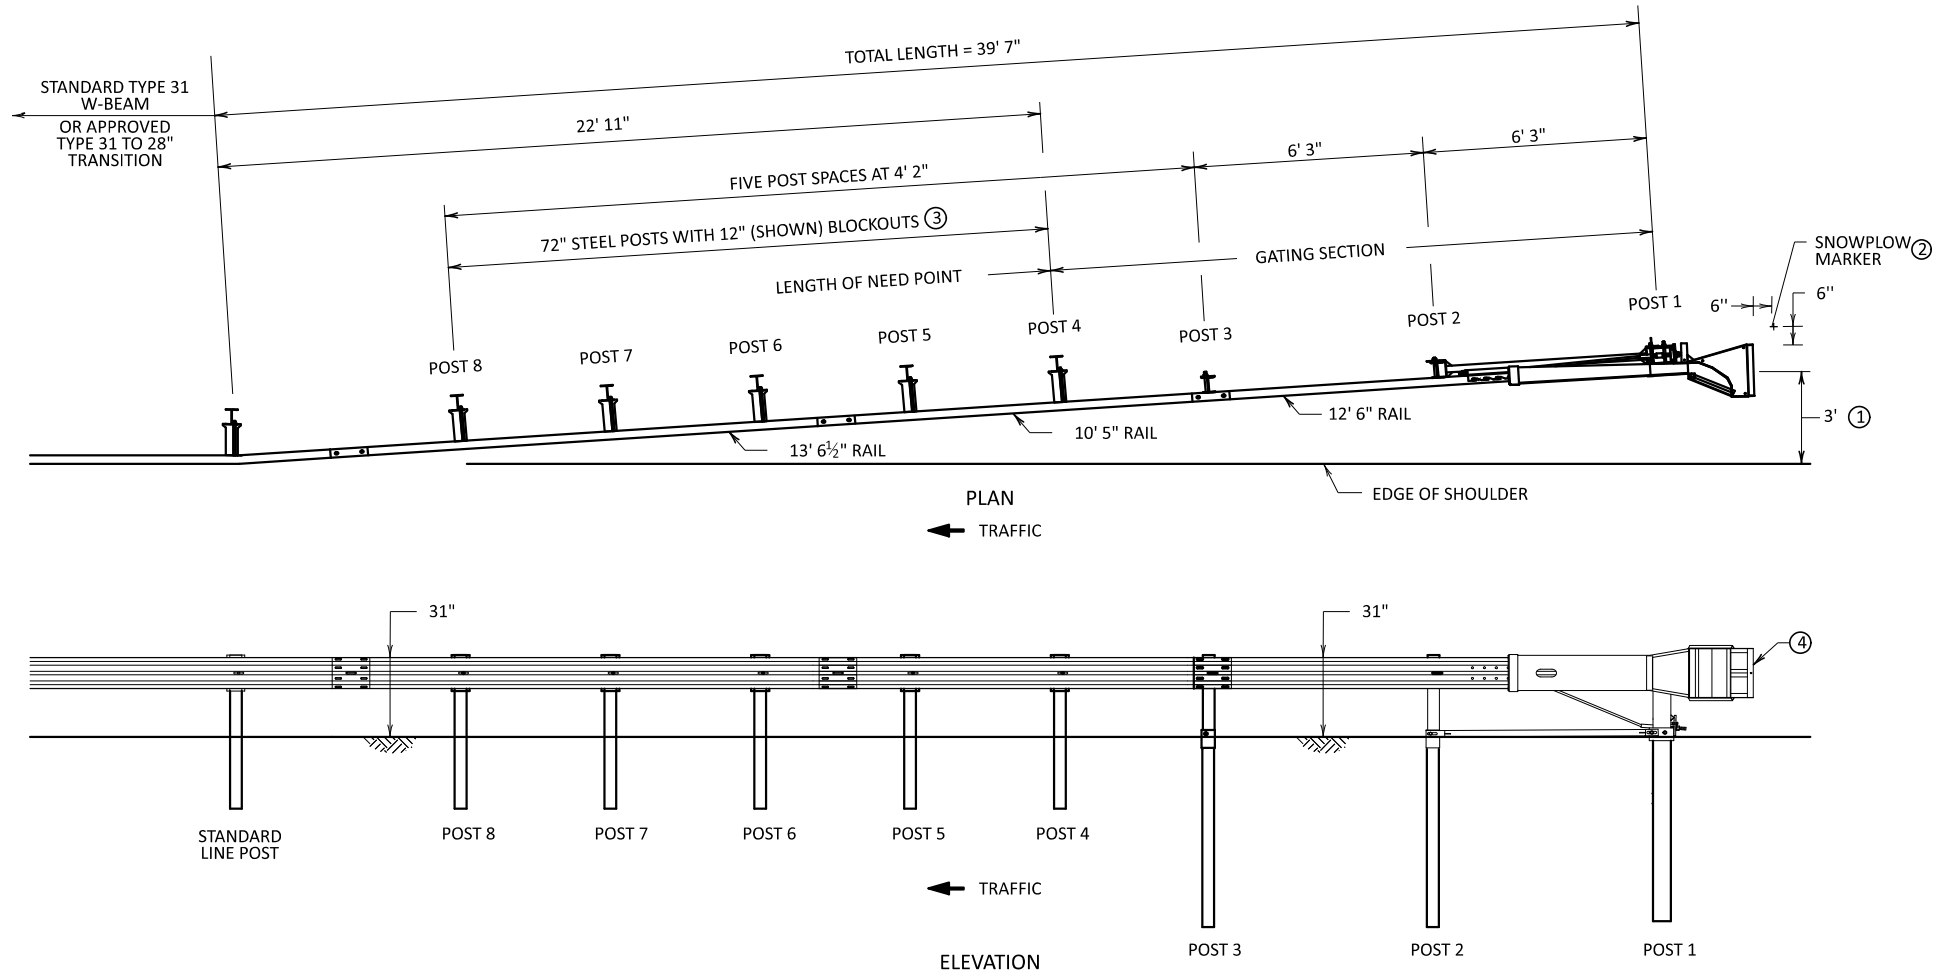 TOTAL LENGTH = 39' 7"
STANDARD TYPE 31
W-BEAM
OR APPROVED
TYPE 31 TO 28"
TRANSITION
22' 11"
6' 3"
6' 3"
FIVE POST SPACES AT 4' 2"
72" STEEL POSTS WITH 12" (SHOWN) BLOCKOUTS 3
GATING SECTION
LENGTH OF NEED POINT
SNOWPLOW 2
MARKER
6''
6''
POST 1
POST 2
POST 3
POST 4
POST 5
POST 6
POST 7
POST 8
12' 6" RAIL
3' 1
10' 5" RAIL
13' 6½" RAIL
EDGE OF SHOULDER
PLAN
TRAFFIC
31"
31"
4
STANDARD
LINE POST
POST 8
POST 7
POST 6
POST 5
POST 4
TRAFFIC
POST 3
POST 2
POST 1
ELEVATION